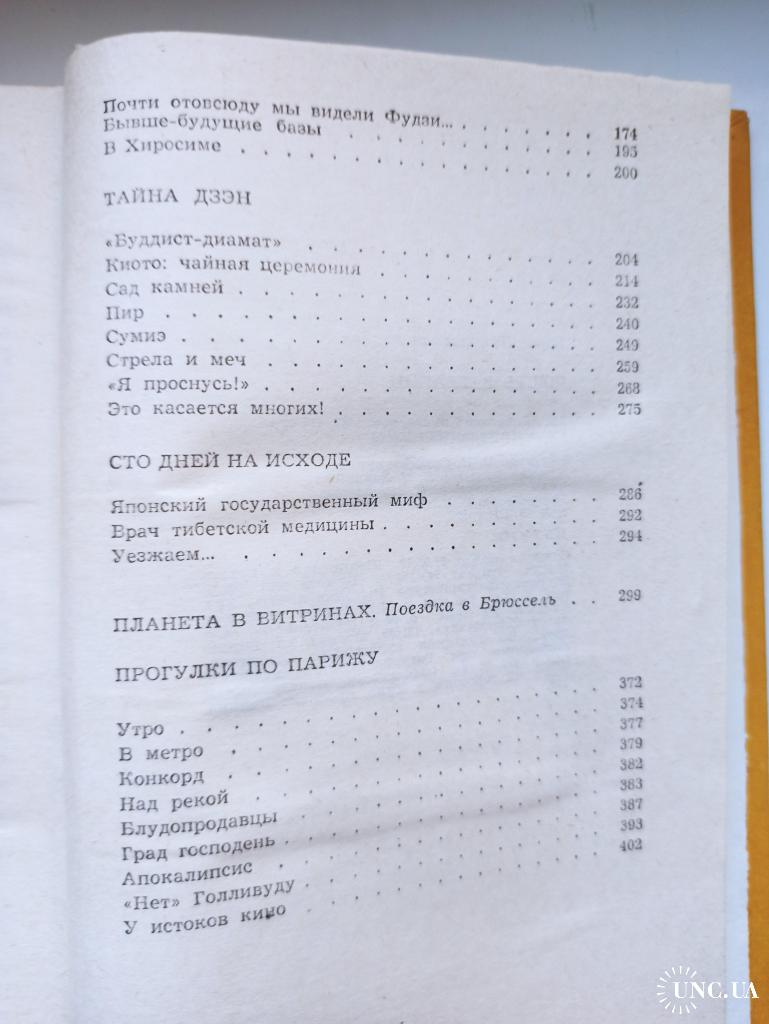 Почти отовсюду мы видели Фудзи... . . . . . . . 174
Бывше-будущие базы . . . . . . . . . . 195
В Хиросиме . . . . . . . . . . . . . . 200
ТАЙНА ДЗЭН
«Буддист-диамат» . . . . . . . . . . . . 204
Киото: чайная церемония . . . . . . . . . 214
Сад камней . . . . . . . . . . . . . . . 232
Пир . . . . . . . . . . . . . . . . . . 240
Сумиэ . . . . . . . . . . . . . . . . . 249
Стрела и меч . . . . . . . . . . . . . . 259
«Я проснусь!» . . . . . . . . . . . . . . 268
Это касается многих! . . . . . . . . . . . 275
СТО ДНЕЙ НА ИСХОДЕ
Японский государственный миф . . . . . . . 286
Врач тибетской медицины . . . . . . . . . 292
Уезжаем... . . . . . . . . . . . . . . . 294
ПЛАНЕТА В ВИТРИНАХ. Поездка в Брюссель . . 299
ПРОГУЛКИ ПО ПАРИЖУ
Утро . . . . . . . . . . . . . . . . . 372
В метро . . . . . . . . . . . . . . . . 374
Конкорд . . . . . . . . . . . . . . . . 377
Над рекой . . . . . . . . . . . . . . . 379
Блудопродавцы . . . . . . . . . . . . . 382
Град господень . . . . . . . . . . . . . 383
Апокалипсис . . . . . . . . . . . . . . 387
«Нет» Голливуду . . . . . . . . . . . . . 393
У истоков кино . . . . . . . . . . . . . 402
UNC.UA